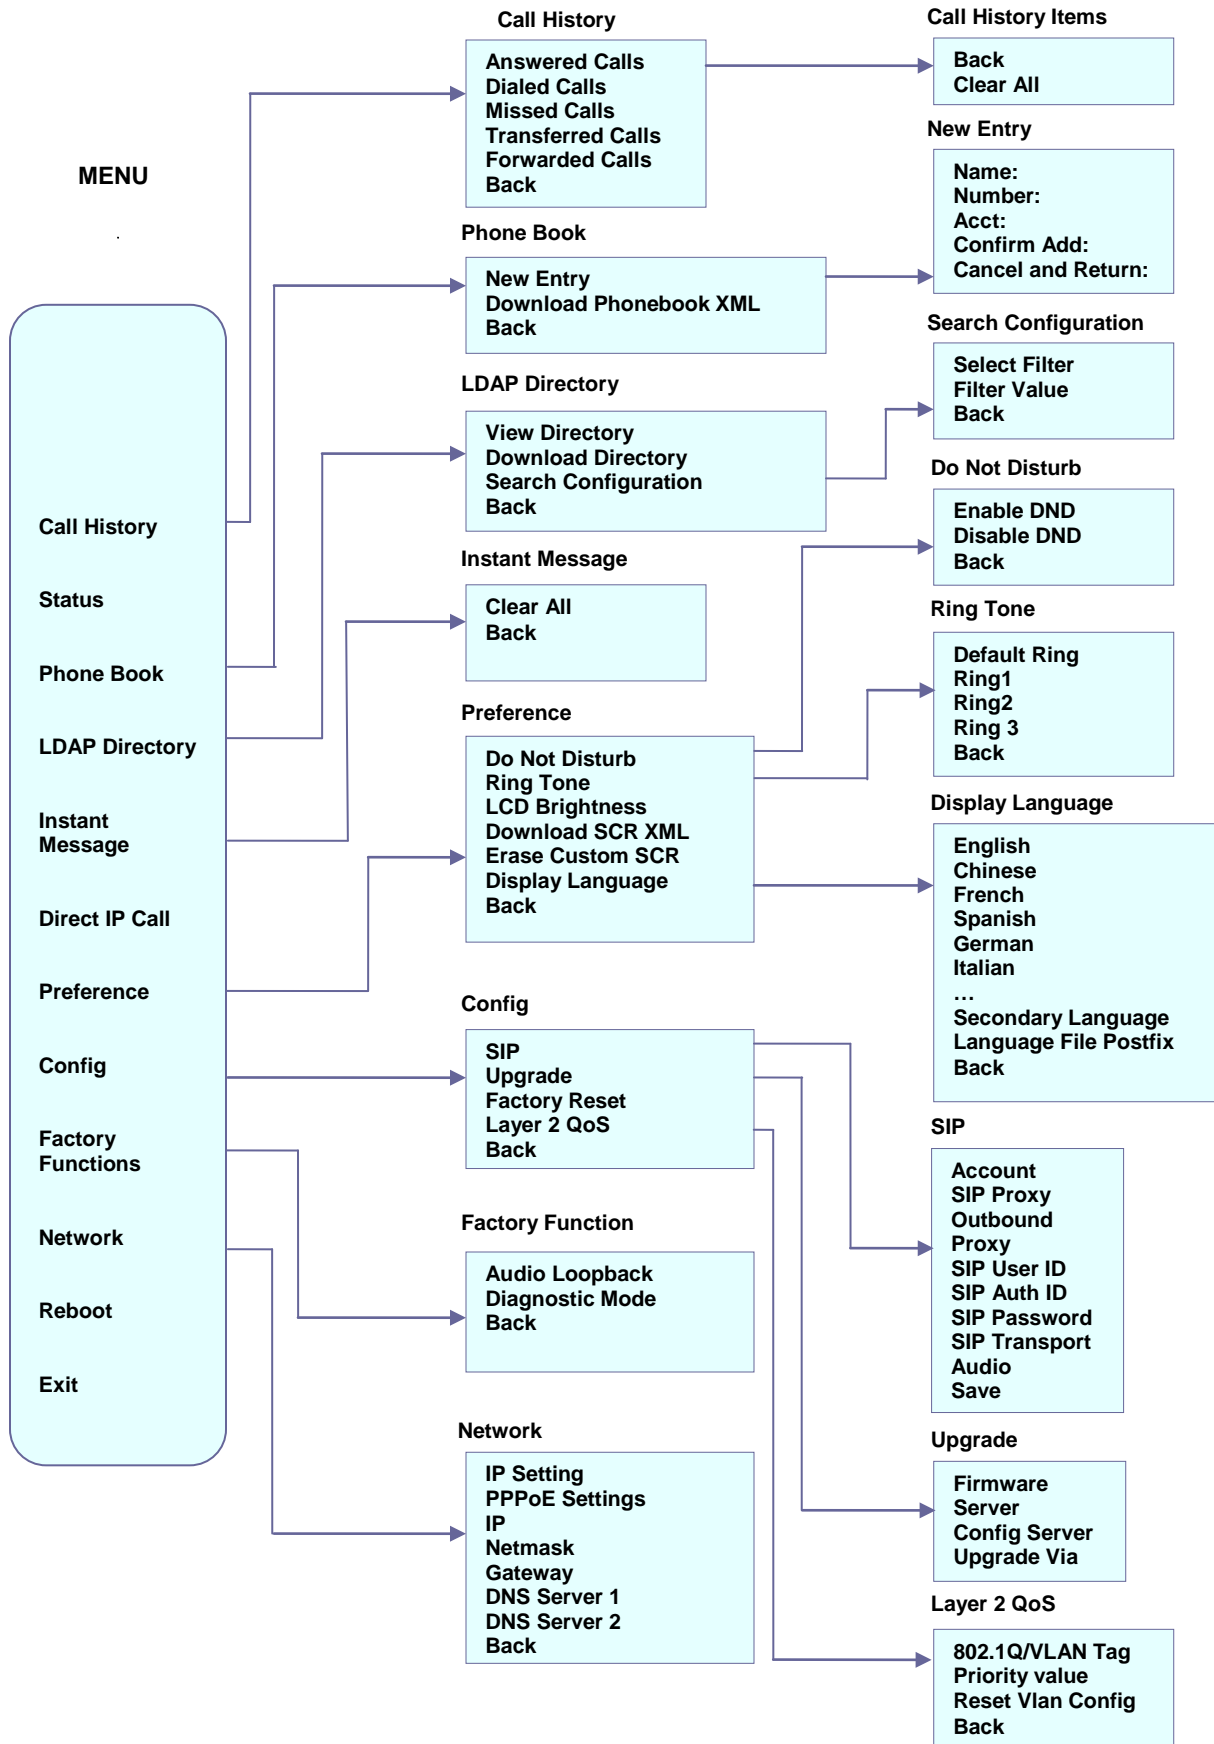 MENU
.
Call History
Status
Phone Book
LDAP Directory
Instant
Message
Direct IP Call
Preference
Config
Factory
Functions
Network
Reboot
Exit
Call History
Answered Calls
Dialed Calls
Missed Calls
Transferred Calls
Forwarded Calls
Back
Phone Book
New Entry
Download Phonebook XML
Back
LDAP Directory
View Directory
Download Directory
Search Configuration
Back
Instant Message
Clear All
Back
Preference
Do Not Disturb
Ring Tone
LCD Brightness
Download SCR XML
Erase Custom SCR
Display Language
Back
Config
SIP
Upgrade
Factory Reset
Layer 2 QoS
Back
Factory Function
Audio Loopback
Diagnostic Mode
Back
Network
IP Setting
PPPoE Settings
IP
Netmask
Gateway
DNS Server 1
DNS Server 2
Back
Call History Items
Back
Clear All
New Entry
Name:
Number:
Acct:
Confirm Add:
Cancel and Return:
Search Configuration
Select Filter
Filter Value
Back
Do Not Disturb
Enable DND
Disable DND
Back
Ring Tone
Default Ring
Ring1
Ring2
Ring 3
Back
Display Language
English
Chinese
French
Spanish
German
Italian
…
Secondary Language
Language File Postfix
Back
SIP
Account
SIP Proxy
Outbound
Proxy
SIP User ID
SIP Auth ID
SIP Password
SIP Transport
Audio
Save
Upgrade
Firmware
Server
Config Server
Upgrade Via
Layer 2 QoS
802.1Q/VLAN Tag
Priority value
Reset Vlan Config
Back